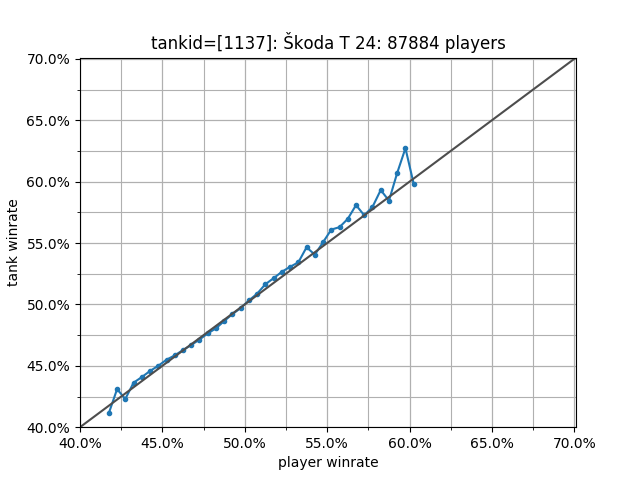 tankid=[1137]: Škoda T 24: 87884 players
70.0%
65.0%
60.0%
55.0%
50.0%
45.0%
40.0%
tank winrate
40.0% 45.0% 50.0% 55.0% 60.0% 65.0% 70.0%
player winrate